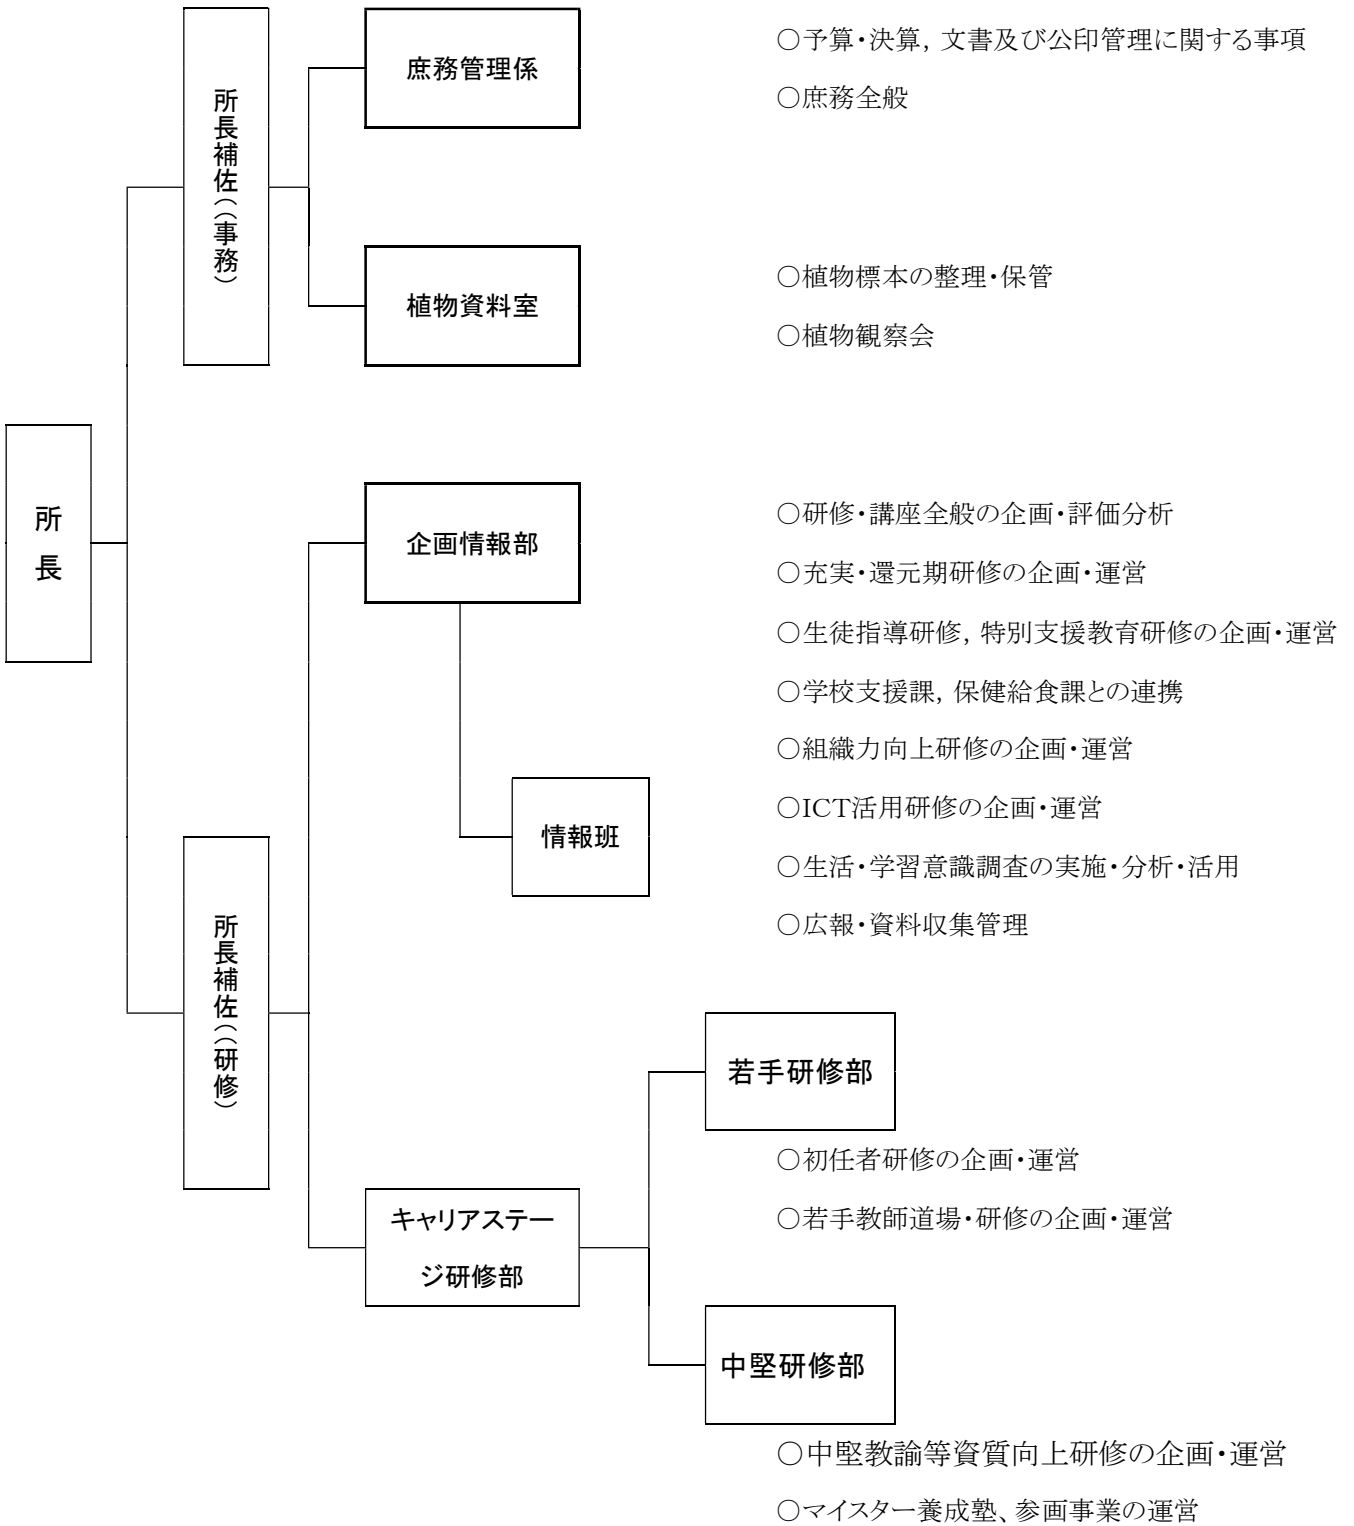 所長
所長補佐((事務)
庶務管理係
○予算・決算, 文書及び公印管理に関する事項
○庶務全般
植物資料室
○植物標本の整理・保管
○植物観察会
所長補佐((研修)
企画情報部
○研修・講座全般の企画・評価分析
○充実・還元期研修の企画・運営
○生徒指導研修, 特別支援教育研修の企画・運営
○学校支援課, 保健給食課との連携
○組織力向上研修の企画・運営
情報班
○ICT活用研修の企画・運営
○生活・学習意識調査の実施・分析・活用
○広報・資料収集管理
キャリアステー
ジ研修部
若手研修部
○初任者研修の企画・運営
○若手教師道場・研修の企画・運営
中堅研修部
○中堅教諭等資質向上研修の企画・運営
○マイスター養成塾、参画事業の運営